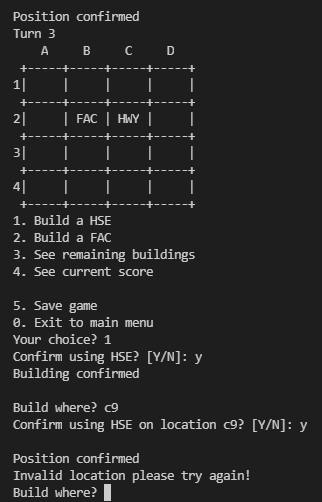 Position confirmed
Turn 3
    A     B     C     D
 +-----+-----+-----+-----+
1|     |     |     |     |
 +-----+-----+-----+-----+
2|     | FAC | HWY |     |
 +-----+-----+-----+-----+
3|     |     |     |     |
 +-----+-----+-----+-----+
4|     |     |     |     |
 +-----+-----+-----+-----+
1. Build a HSE
2. Build a FAC
3. See remaining buildings
4. See current score

5. Save game
0. Exit to main menu
Your choice? 1
Confirm using HSE? [Y/N]: y
Building confirmed

Build where? c9
Confirm using HSE on location c9? [Y/N]: y

Position confirmed
Invalid location please try again!
Build where?